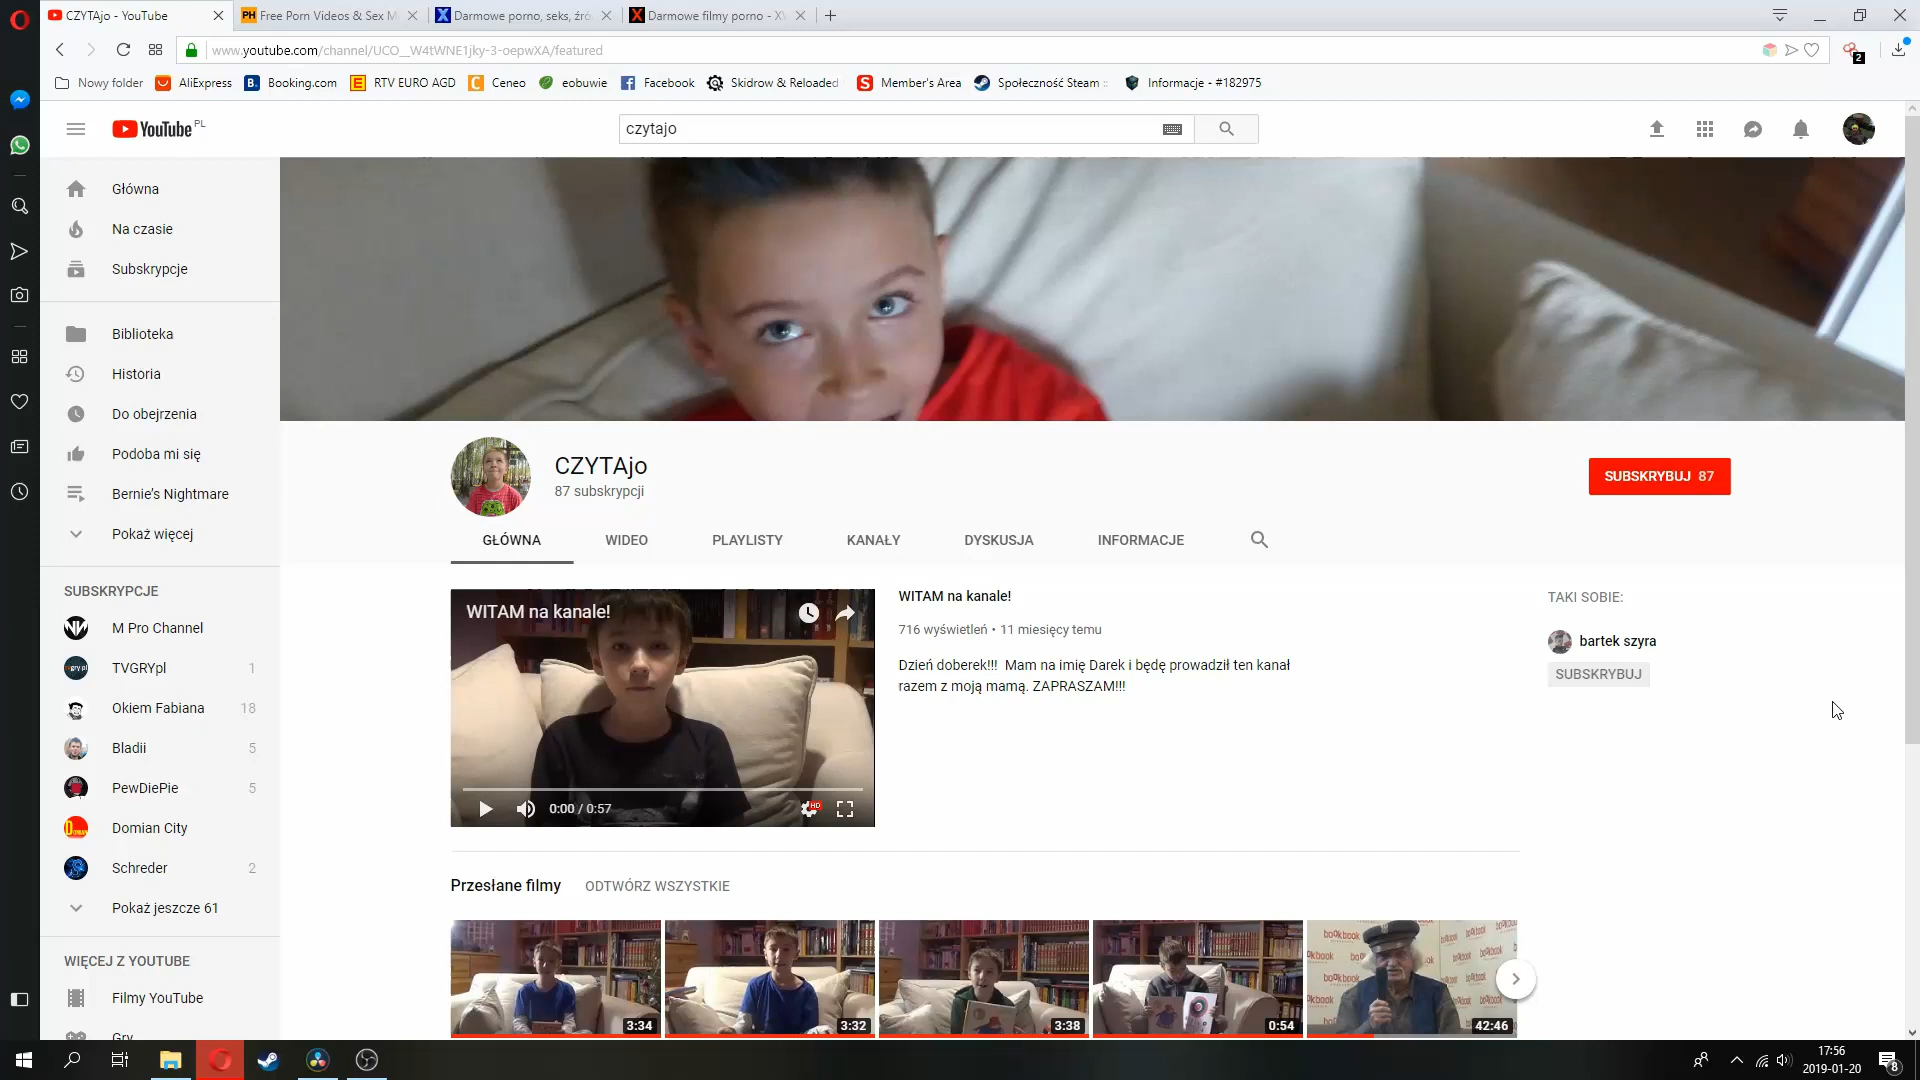 CZYTAjo - YouTube
Free Porn Videos & Sex M
Darmowe porno, seks, źró
Darmowe filmy porno - X
www.youtube.com/channel/UCO__W4tWNE1jky-3-oepwXA/featured
2
Nowy folder
AliExpress
Booking.com
RTV EURO AGD
Ceneo
eobuwie
Facebook
Skidrow & Reloaded
Member's Area
Społeczność Steam ::
Informacje - #182975
YouTube PL
czytajo
Główna
Na czasie
Subskrypcje
Biblioteka
Historia
Do obejrzenia
Podoba mi się
Bernie's Nightmare
Pokaż więcej
SUBSKRYPCJE
M Pro Channel
TVGRYpl 1
Okiem Fabiana 18
Bladii 5
PewDiePie 5
Domian City
Schreder 2
Pokaż jeszcze 61
WIĘCEJ Z YOUTUBE
Filmy YouTube
Gry
CZYTAjo
87 subskrypcji
SUBSKRYBUJ 87
GŁÓWNA
WIDEO
PLAYLISTY
KANAŁY
DYSKUSJA
INFORMACJE
WITAM na kanale!
0:00 / 0:57
HD
WITAM na kanale!
716 wyświetleń • 11 miesięcy temu
Dzień doberek!!! Mam na imię Darek i będę prowadził ten kanał
razem z moją mamą. ZAPRASZAM!!!
TAKI SOBIE:
bartek szyra
SUBSKRYBUJ
Przesłane filmy
ODTWÓRZ WSZYSTKIE
3:34
3:32
3:38
0:54
42:46
17:56
2019-01-20
8